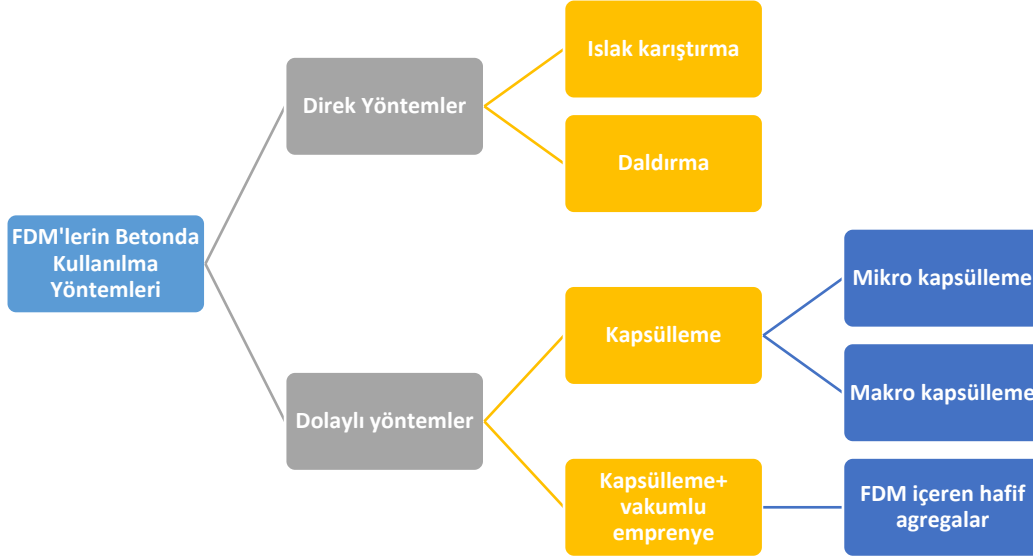 FDM'lerin Betonda
Kullanılma
Yöntemleri
Direk Yöntemler
Islak karıştırma
Daldırma
Dolaylı yöntemler
Kapsülleme
Mikro kapsülleme
Makro kapsülleme
Kapsülleme+
vakumlu
emprenye
FDM içeren hafif
agregalar